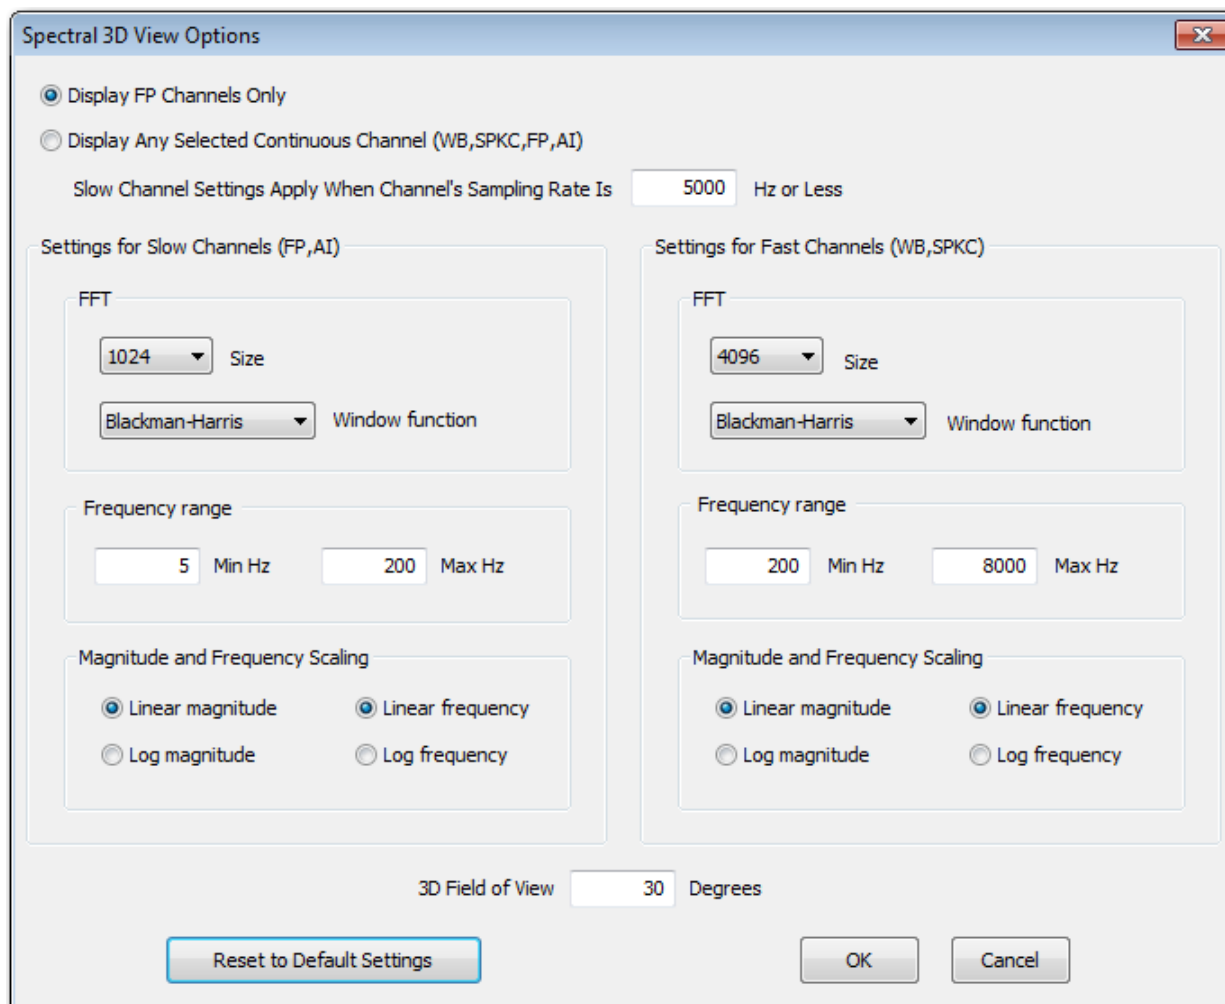 Spectral 3D View Options
Display FP Channels Only
Display Any Selected Continuous Channel (WB,SPKC,FP,AI)
Slow Channel Settings Apply When Channel's Sampling Rate Is 5000 Hz or Less
Settings for Slow Channels (FP,AI)
FFT
1024 Size
Blackman-Harris Window function
Frequency range
5 Min Hz 200 Max Hz
Magnitude and Frequency Scaling
Linear magnitude Linear frequency
Log magnitude Log frequency
Settings for Fast Channels (WB,SPKC)
FFT
4096 Size
Blackman-Harris Window function
Frequency range
200 Min Hz 8000 Max Hz
Magnitude and Frequency Scaling
Linear magnitude Linear frequency
Log magnitude Log frequency
3D Field of View 30 Degrees
Reset to Default Settings OK Cancel